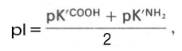 pI = pK′COOH + pK′NH₂ / 2 ,